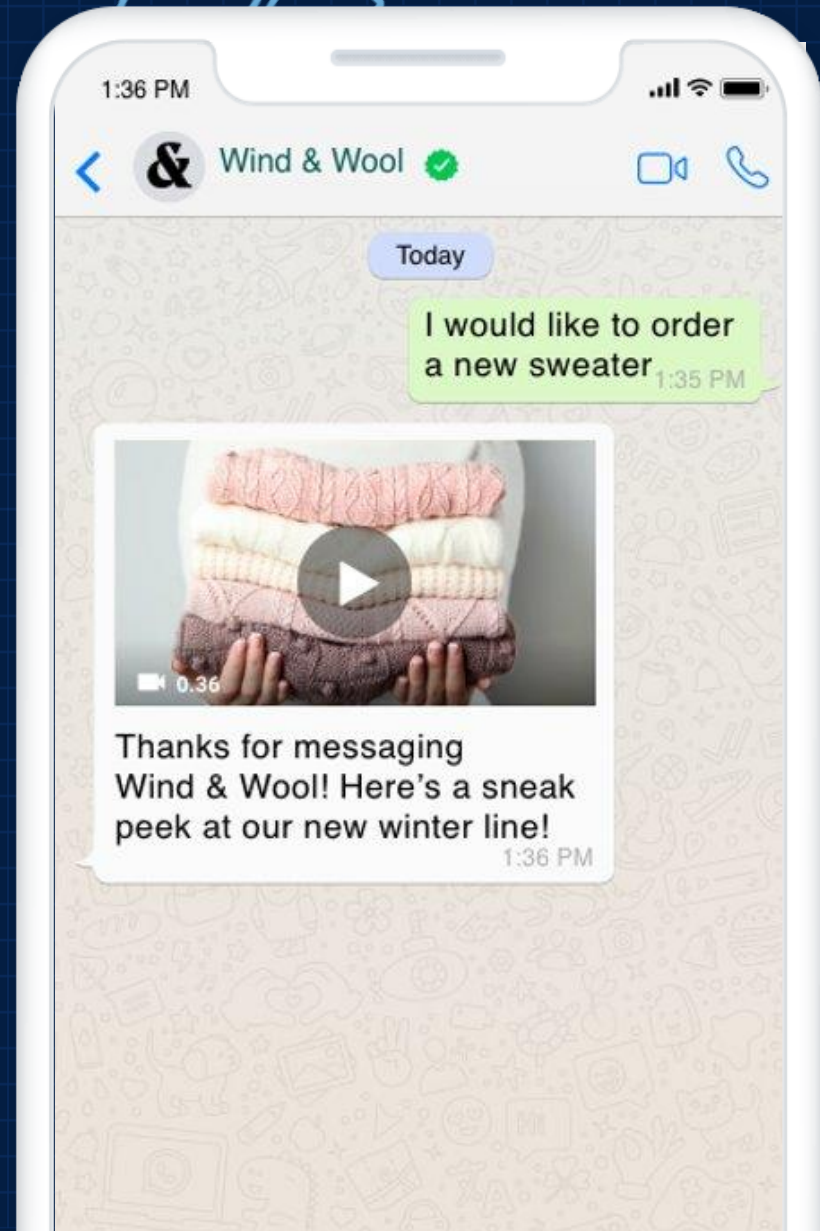 1:36 PM
&
Wind & Wool
Today
I would like to order
a new sweater
1:35 PM
0.36
Thanks for messaging
Wind & Wool! Here’s a sneak
peek at our new winter line!
1:36 PM